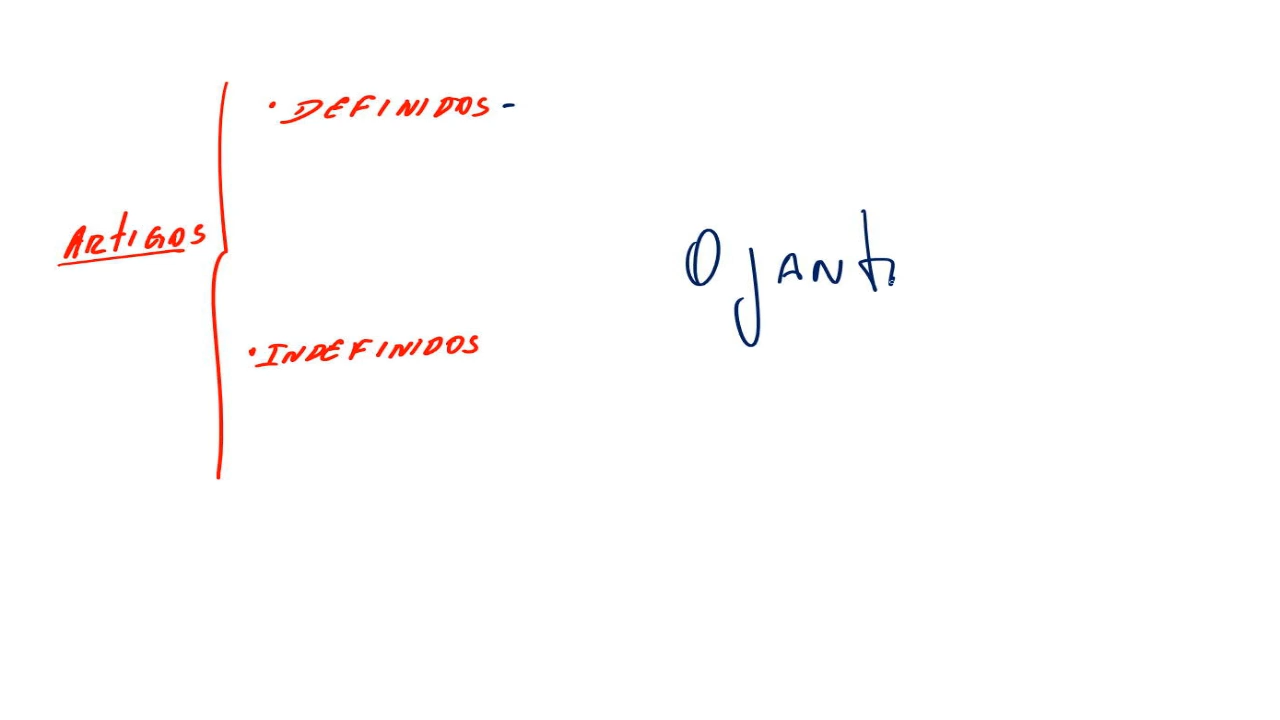 • DEFINIDOS -
ARTIGOS
O jANt
• INDEFINIDOS